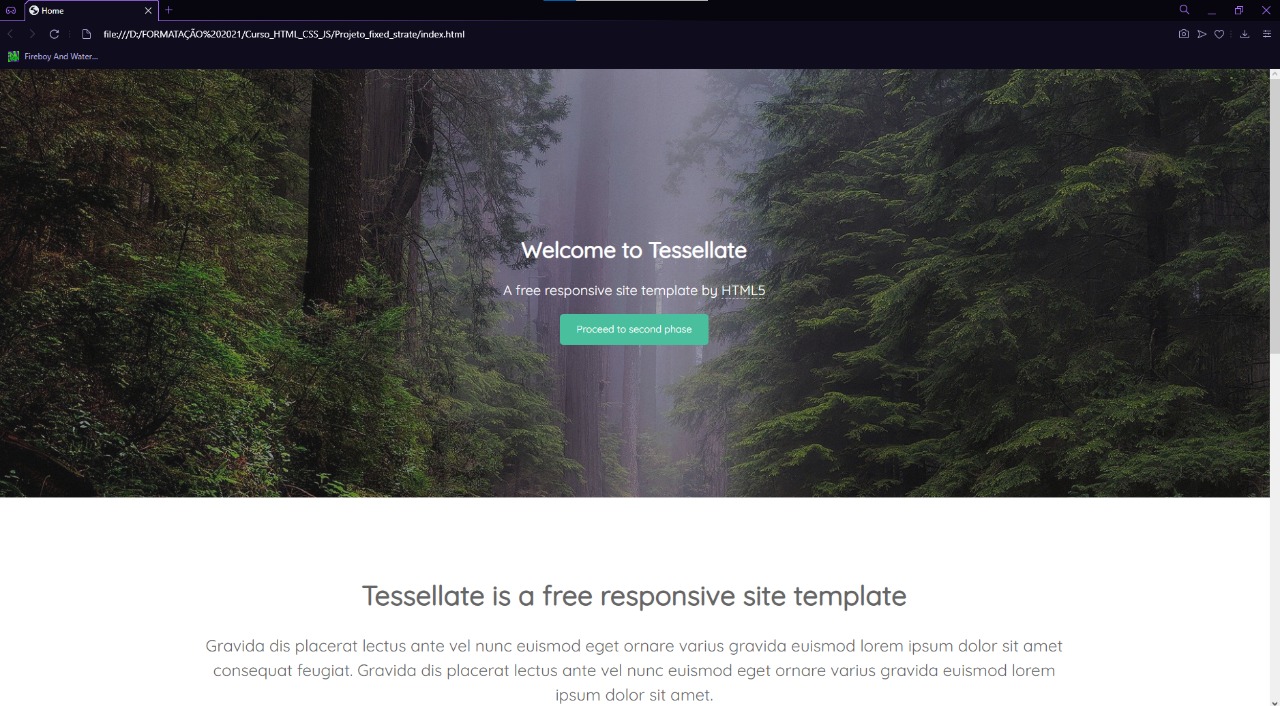 Home
file:///D:/FORMATAÇÃO%202021/Curso_HTML_CSS_JS/Projeto_fixed_strate/index.html
Fireboy And Water...
Welcome to Tessellate
A free responsive site template by HTML5
Proceed to second phase
Tessellate is a free responsive site template
Gravida dis placerat lectus ante vel nunc euismod eget ornare varius gravida euismod lorem ipsum dolor sit amet
consequat feugiat. Gravida dis placerat lectus ante vel nunc euismod eget ornare varius gravida euismod lorem
ipsum dolor sit amet.